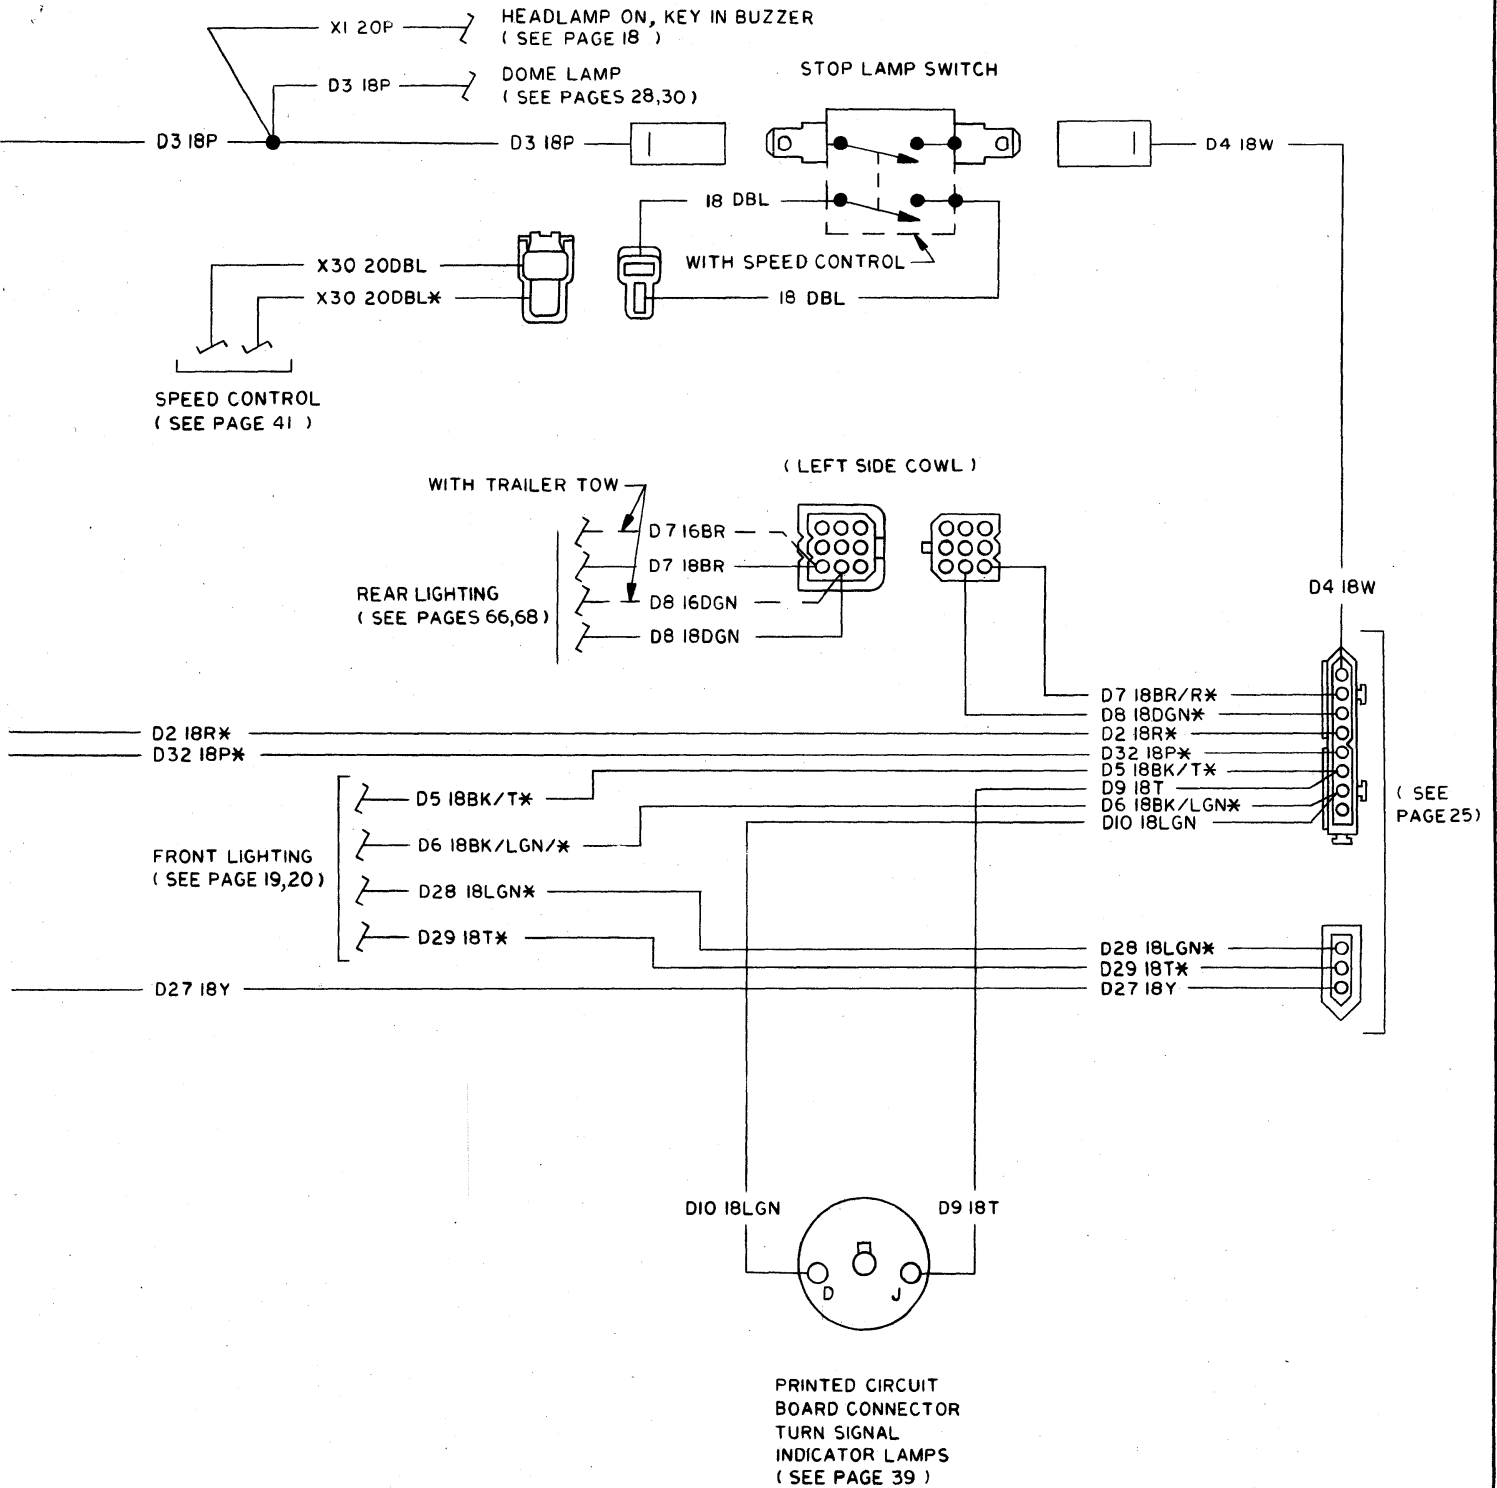 X1 20P
HEADLAMP ON, KEY IN BUZZER
( SEE PAGE 18 )
D3 18P
DOME LAMP
( SEE PAGES 28,30)
STOP LAMP SWITCH
D3 18P
D3 18P
D4 18W
18 DBL
WITH SPEED CONTROL
X30 20DBL
X30 20DBL*
18 DBL
SPEED CONTROL
( SEE PAGE 41 )
( LEFT SIDE COWL )
WITH TRAILER TOW
D7 16BR
D7 18BR
REAR LIGHTING
( SEE PAGES 66,68)
D8 16DGN
D8 18DGN
D4 18W
D7 18BR/R*
D8 18DGN*
D2 18R*
D2 18R*
D32 18P*
D32 18P*
D5 18BK/T*
D9 18T
D6 18BK/LGN*
D10 18LGN
( SEE
PAGE 25)
D5 18BK/T*
D6 18BK/LGN/*
FRONT LIGHTING
( SEE PAGE 19,20)
D28 18LGN*
D29 18T*
D28 18LGN*
D29 18T*
D27 18Y
D27 18Y
D10 18LGN
D9 18T
D
J
PRINTED CIRCUIT
BOARD CONNECTOR
TURN SIGNAL
INDICATOR LAMPS
( SEE PAGE 39 )